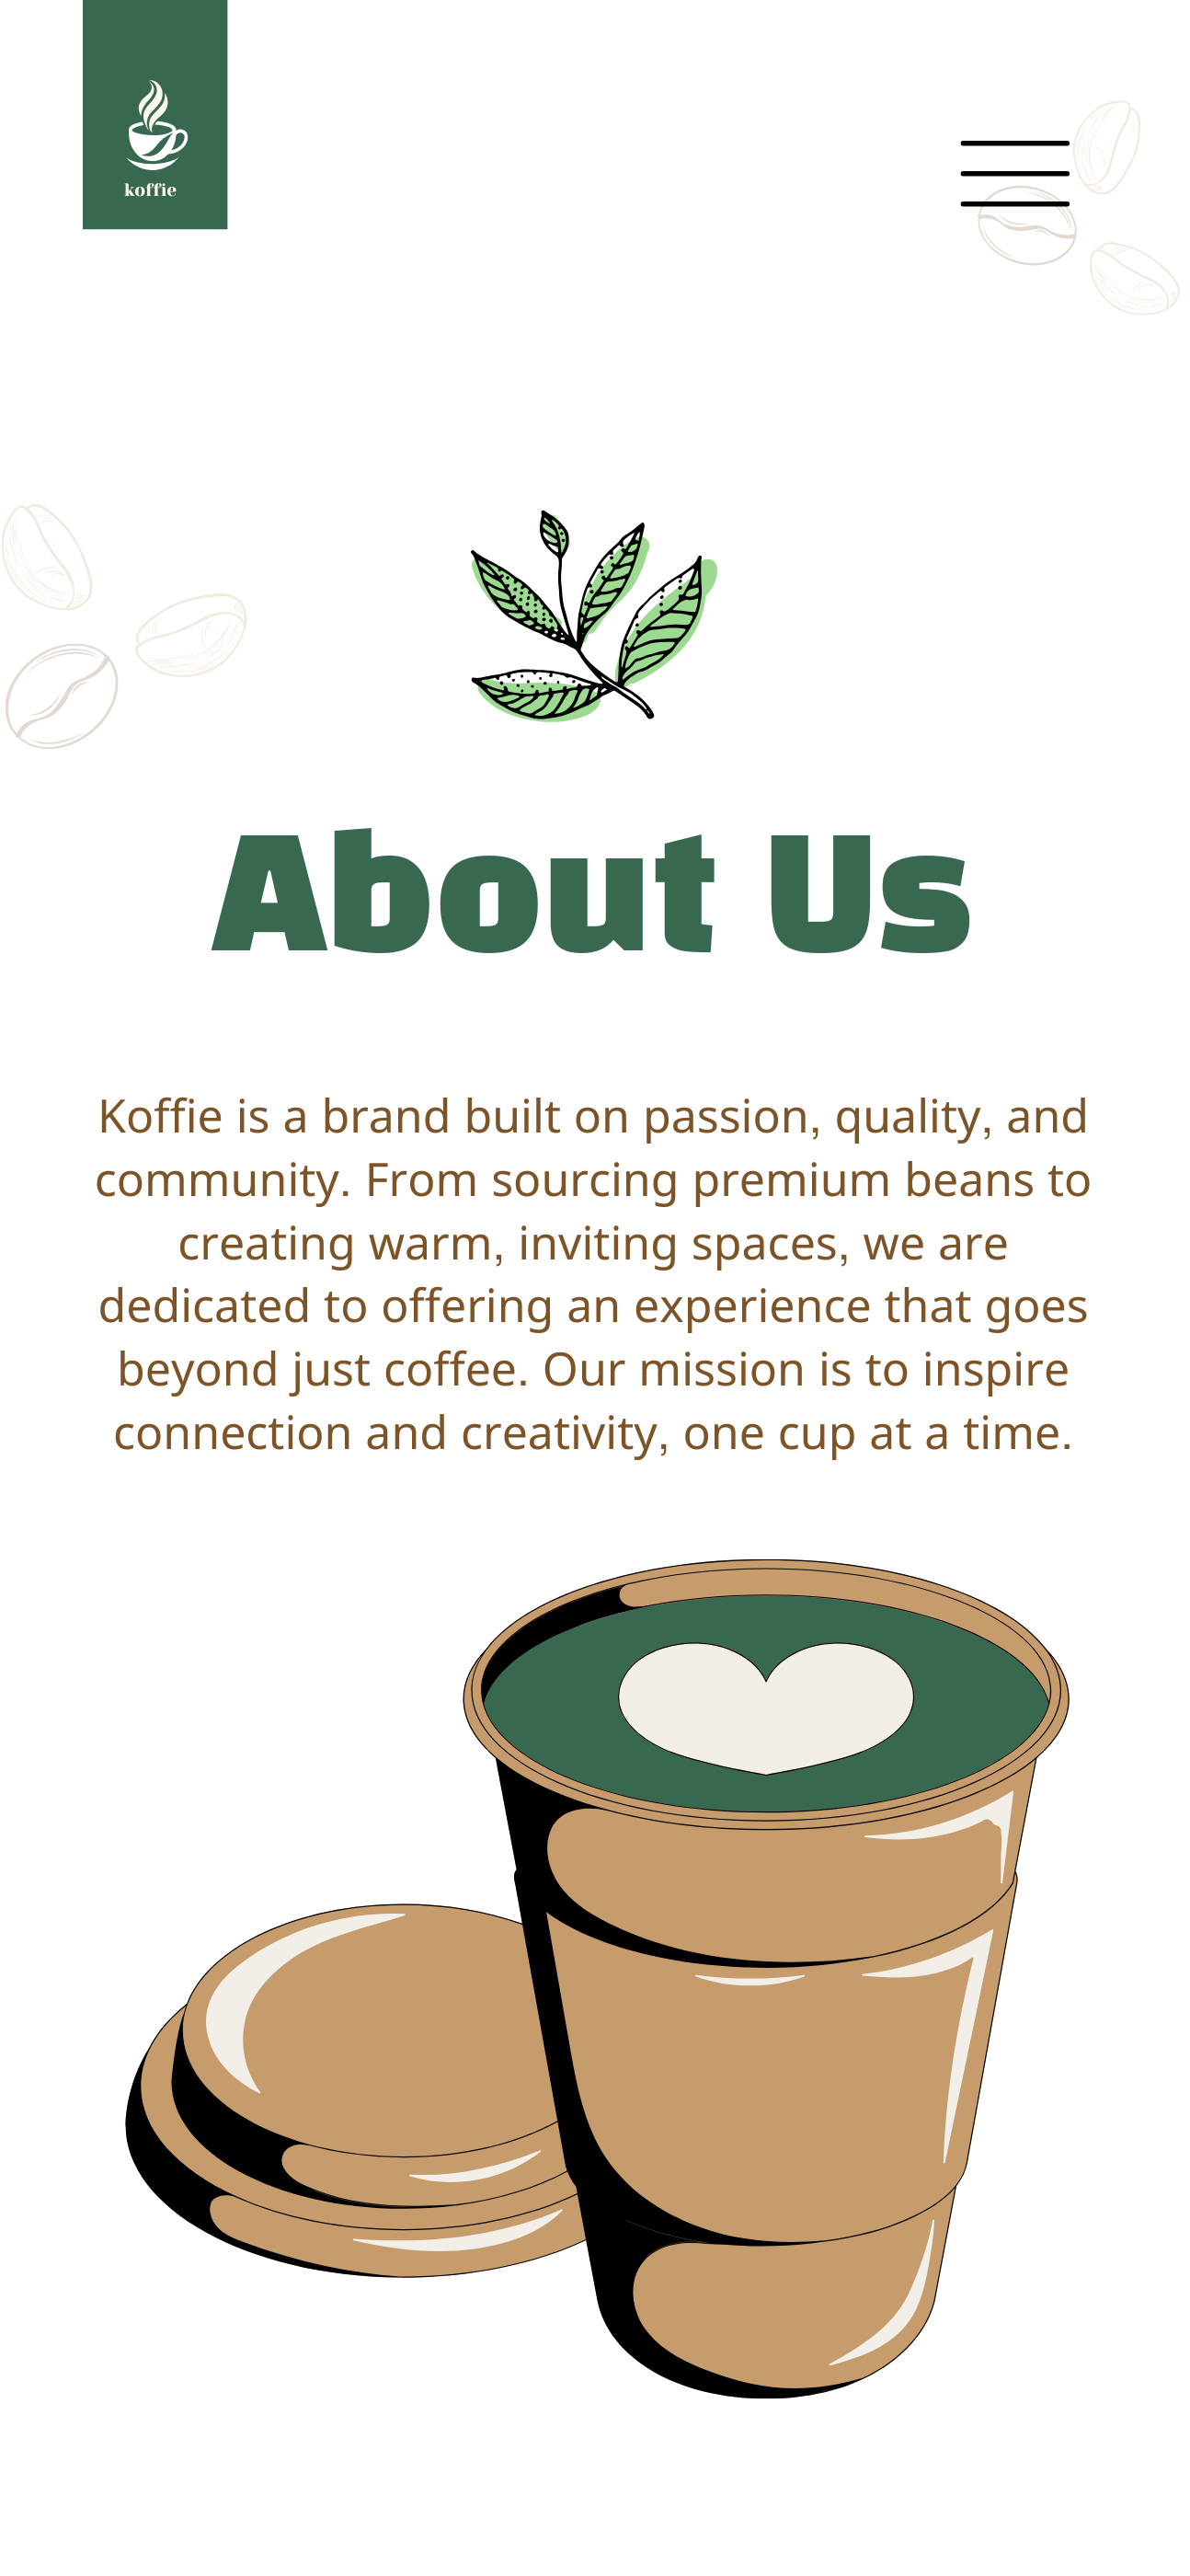 koffie
About Us
Koffie is a brand built on passion, quality, and
community. From sourcing premium beans to
creating warm, inviting spaces, we are
dedicated to offering an experience that goes
beyond just coffee. Our mission is to inspire
connection and creativity, one cup at a time.